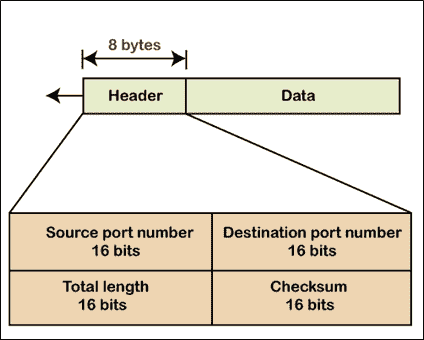 8 bytes
Header
Data
Source port number
16 bits
Destination port number
16 bits
Total length
16 bits
Checksum
16 bits